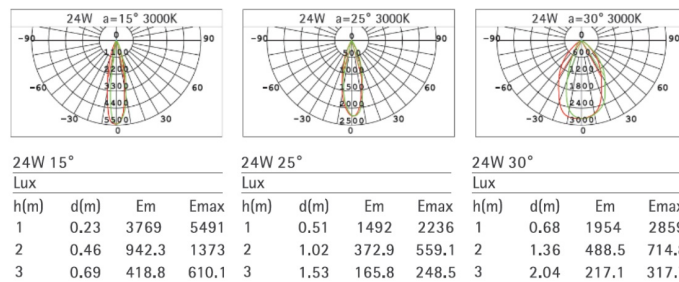 24W a=15° 3000K
-90 0 90
1100
2200
-60 3300 60
4400
-30 5500 30
0
24W a=25° 3000K
-90 0 90
500
1000
-60 1500 60
2000
-30 2500 30
0
24W a=30° 3000K
-90 0 90
600
1200
-60 1800 60
2400
-30 3000 30
0
24W 15°
Lux
h(m) d(m) Em Emax
1 0.23 3769 5491
2 0.46 942.3 1373
3 0.69 418.8 610.1
24W 25°
Lux
h(m) d(m) Em Emax
1 0.51 1492 2236
2 1.02 372.9 559.1
3 1.53 165.8 248.5
24W 30°
Lux
h(m) d(m) Em Emax
1 0.68 1954 2859
2 1.36 488.5
3 2.04 217.1